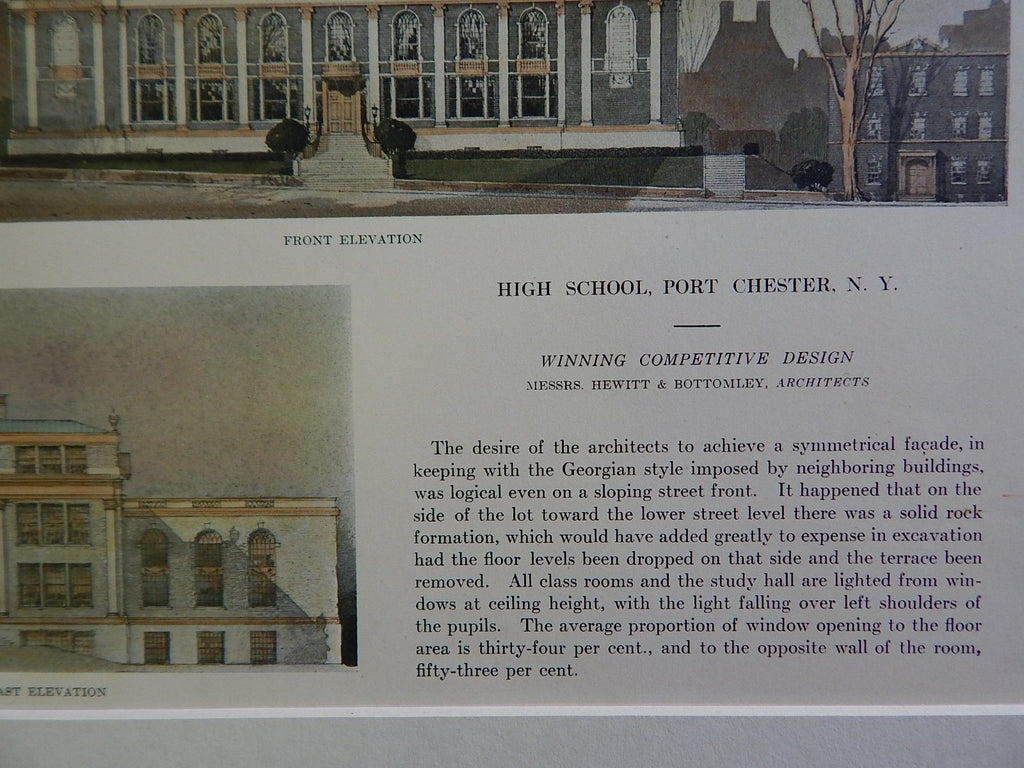 FRONT ELEVATION
HIGH SCHOOL, PORT CHESTER, N. Y.
WINNING COMPETITIVE DESIGN
MESSRS. HEWITT & BOTTOMLEY, ARCHITECTS
The desire of the architects to achieve a symmetrical façade, in
keeping with the Georgian style imposed by neighboring buildings,
was logical even on a sloping street front. It happened that on the
side of the lot toward the lower street level there was a solid rock
formation, which would have added greatly to expense in excavation
had the floor levels been dropped on that side and the terrace been
removed. All class rooms and the study hall are lighted from win-
dows at ceiling height, with the light falling over left shoulders of
the pupils. The average proportion of window opening to the floor
area is thirty-four per cent., and to the opposite wall of the room,
fifty-three per cent.
AST ELEVATION